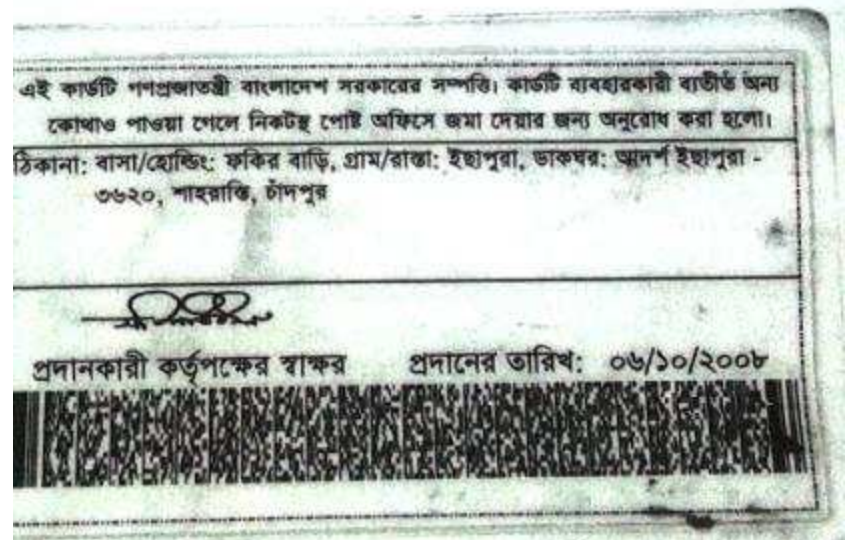 এই কার্ডটি গণপ্রজাতন্ত্রী বাংলাদেশ সরকারের সম্পত্তি। কার্ডটি ব্যবহারকারী ব্যতীত অন্য
কোথাও পাওয়া গেলে নিকটস্থ পোষ্ট অফিসে জমা দেয়ার জন্য অনুরোধ করা হলো।
ঠিকানা: বাসা/হোল্ডিং: ফকির বাড়ি, গ্রাম/রাস্তা: ইছাপুরা, ডাকঘর: আদর্শ ইছাপুরা -
৩৬২০, শাহরাস্তি, চাঁদপুর
প্রদানকারী কর্তৃপক্ষের স্বাক্ষর প্রদানের তারিখ: ০৬/১০/২০০৮